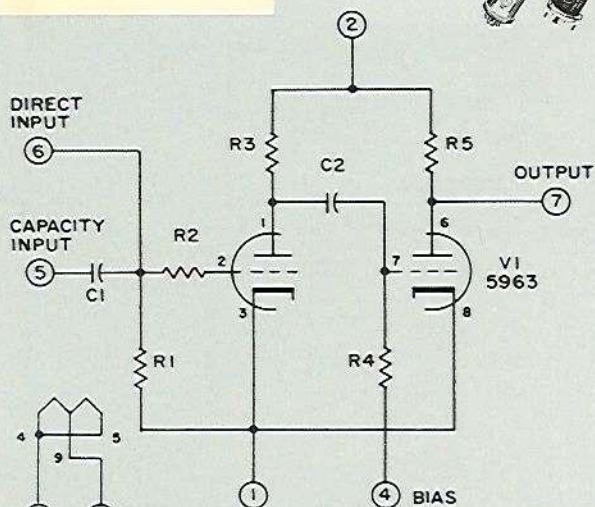 2
DIRECT
INPUT
6
R3
C2
R5
OUTPUT
7
CAPACITY
INPUT
5
C1
R2
1
2
3
6
7
8
V1
5963
R1
R4
4
5
9
1
4 BIAS